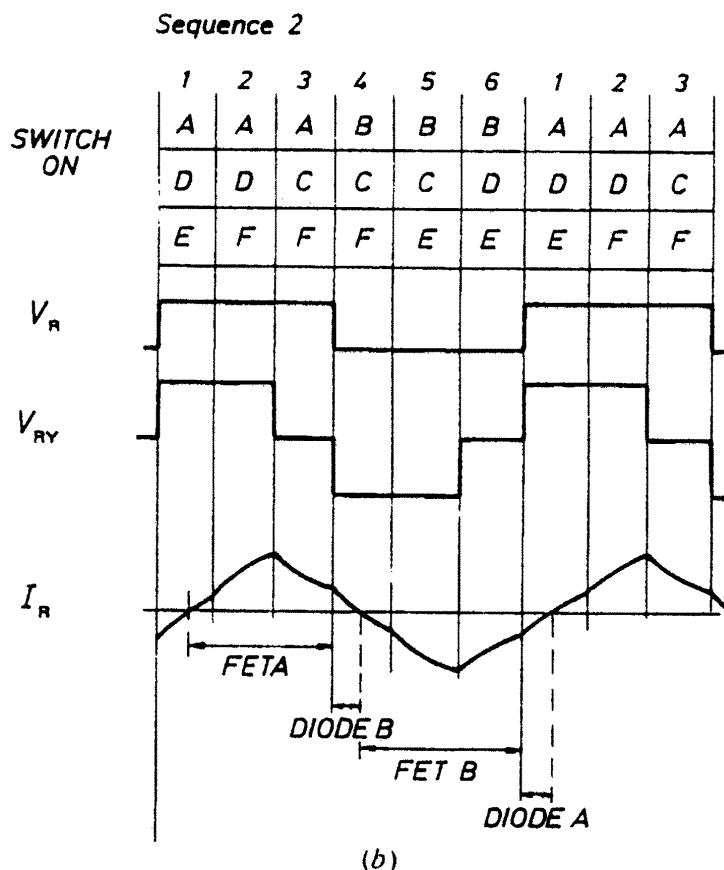 Sequence 2
1 2 3 4 5 6 1 2 3
SWITCH ON
A A A B B B A A A
D D C C C D D D C
E F F F E E E F F
V_R
V_RY
I_R
FETA
DIODE B
FET B
DIODE A
(b)